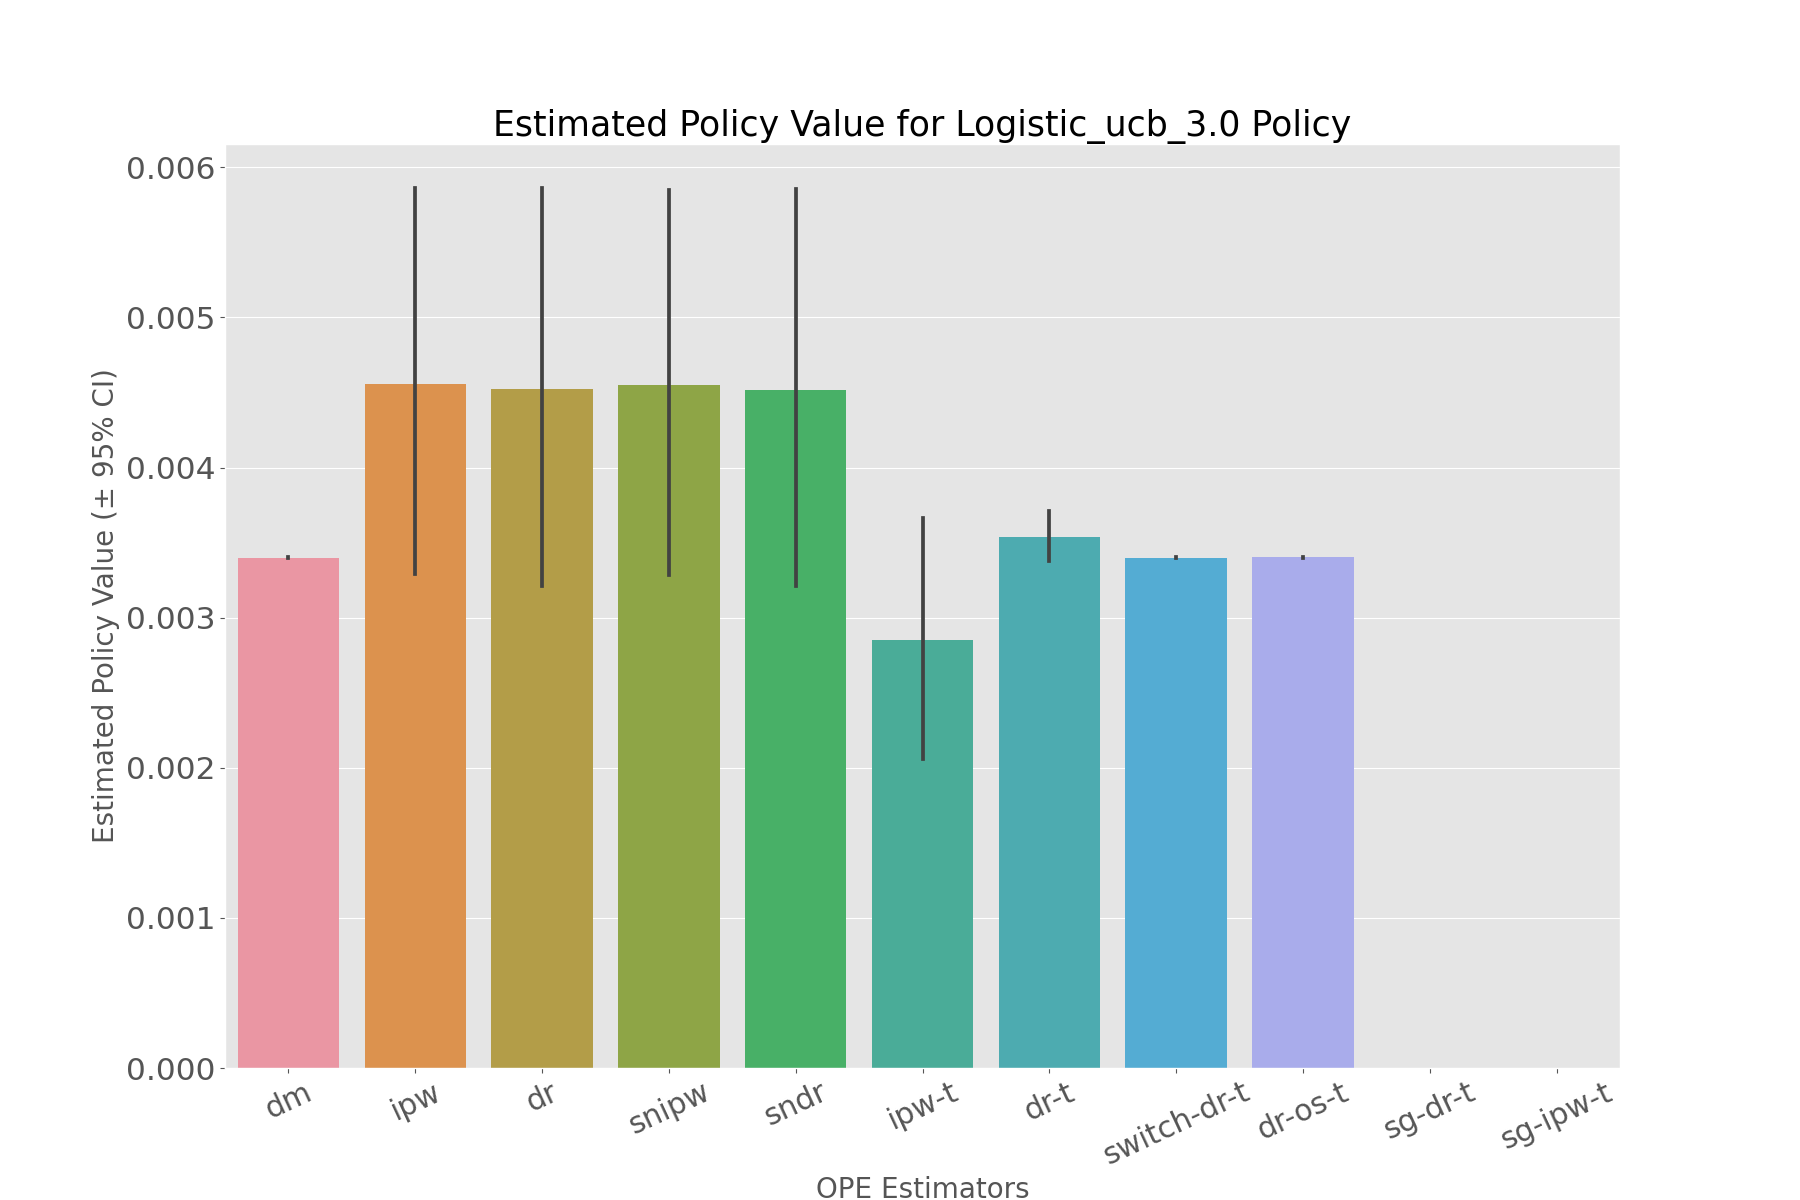 Estimated Policy Value for Logistic_ucb_3.0 Policy
Estimated Policy Value (± 95% CI)
0.006
0.005
0.004
0.003
0.002
0.001
0.000
dm
ipw
dr
snipw
sndr
ipw-t
dr-t
switch-dr-t
dr-os-t
sg-dr-t
sg-ipw-t
OPE Estimators